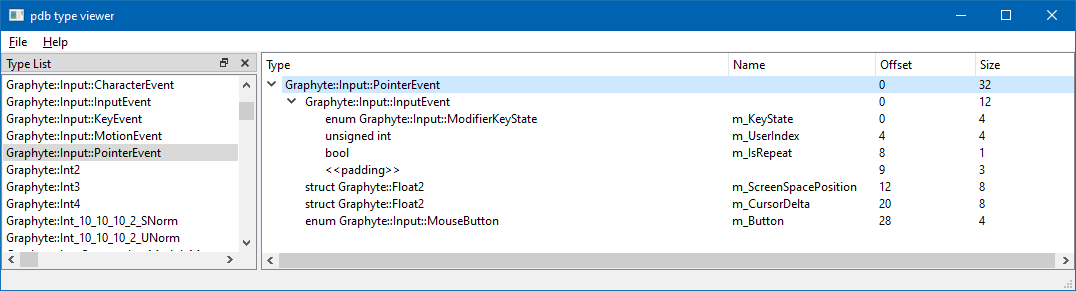 pdb type viewer
File Help
Type List
Graphyte::Input::CharacterEvent
Graphyte::Input::InputEvent
Graphyte::Input::KeyEvent
Graphyte::Input::MotionEvent
Graphyte::Input::PointerEvent
Graphyte::Int2
Graphyte::Int3
Graphyte::Int4
Graphyte::Int_10_10_10_2_SNorm
Graphyte::Int_10_10_10_2_UNorm
Type Name Offset Size
Graphyte::Input::PointerEvent 0 32
Graphyte::Input::InputEvent 0 12
enum Graphyte::Input::ModifierKeyState m_KeyState 0 4
unsigned int m_UserIndex 4 4
bool m_IsRepeat 8 1
<<padding>> 9 3
struct Graphyte::Float2 m_ScreenSpacePosition 12 8
struct Graphyte::Float2 m_CursorDelta 20 8
enum Graphyte::Input::MouseButton m_Button 28 4